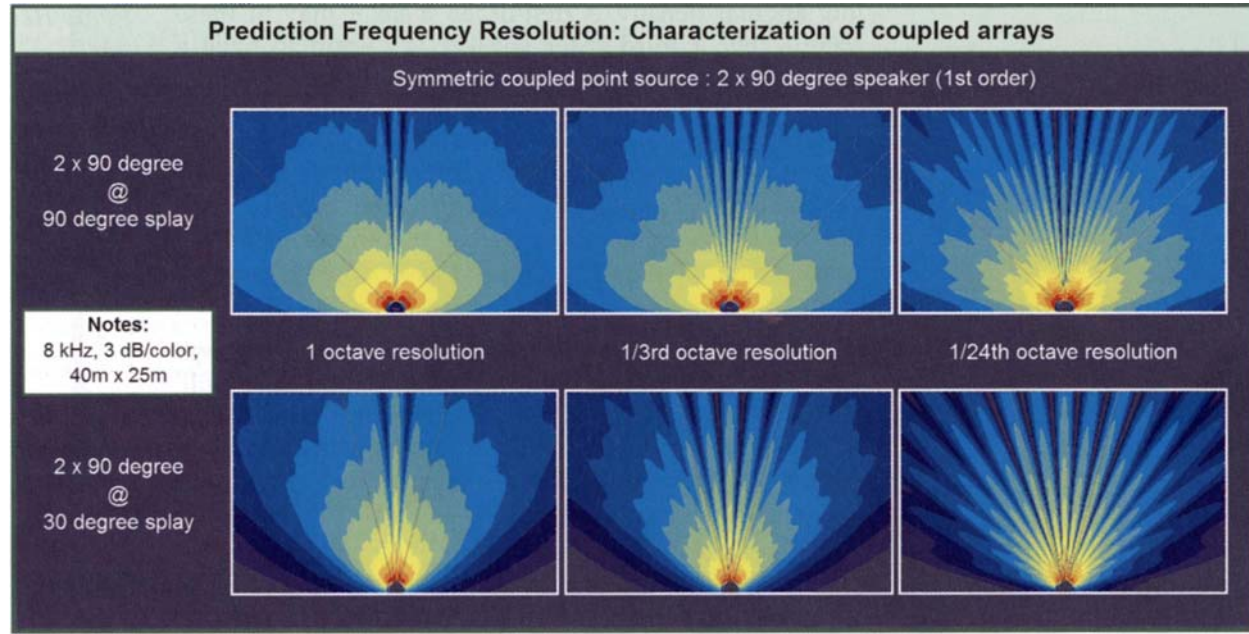 Prediction Frequency Resolution: Characterization of coupled arrays
Symmetric coupled point source : 2 x 90 degree speaker (1st order)
2 x 90 degree
@
90 degree splay
Notes:
8 kHz, 3 dB/color,
40m x 25m
1 octave resolution
1/3rd octave resolution
1/24th octave resolution
2 x 90 degree
@
30 degree splay